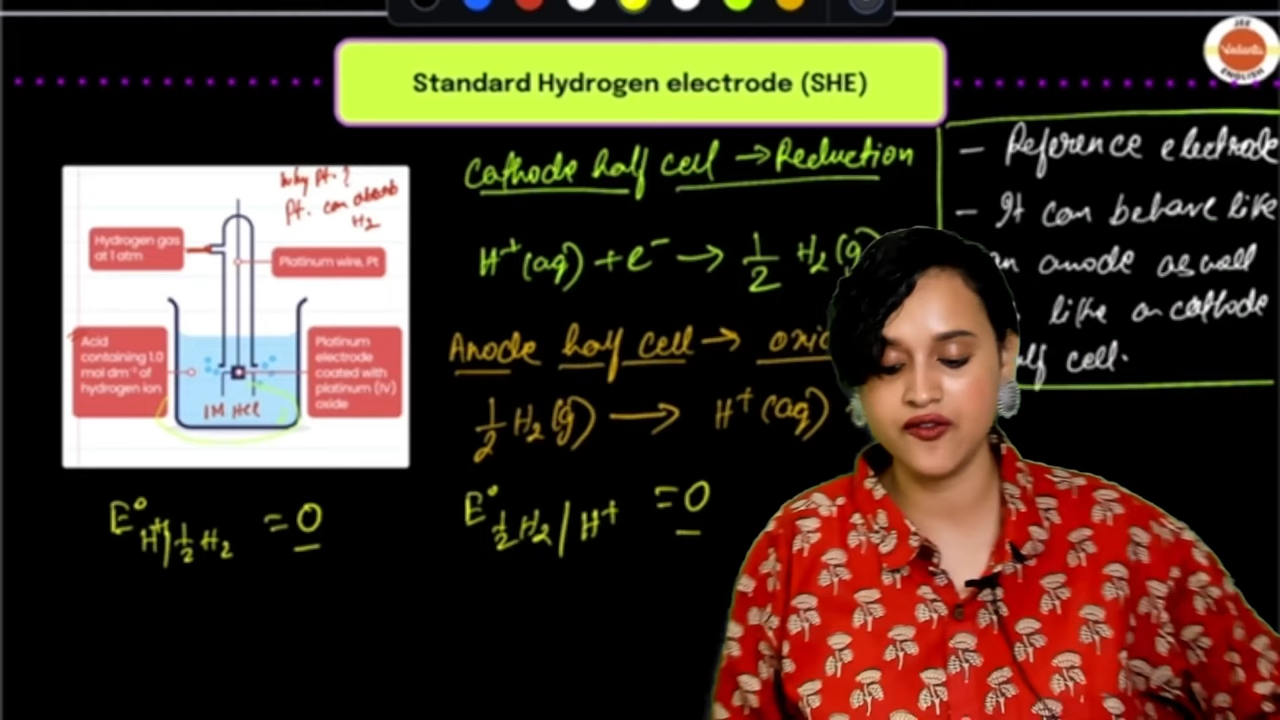 JEE
Vedantu
ENGLISH
Standard Hydrogen electrode (SHE)
Why Pt. ?
Pt. can absorb
H₂
Hydrogen gas
at 1 atm
Platinum wire, Pt
Acid
containing 1.0
mol dm⁻³ of
hydrogen ion
Platinum
electrode
coated with
platinum (IV)
oxide
1M HCl
E°H⁺/½H₂ = 0
Cathode half cell → Reduction
H⁺(aq) + e⁻ → ½ H₂(g)
Anode half cell →
½ H₂(g) → H⁺(aq)
E°½H₂/H⁺ = 0
- Reference electrode
- It can behave like
anode as well
like a cathode
cell.